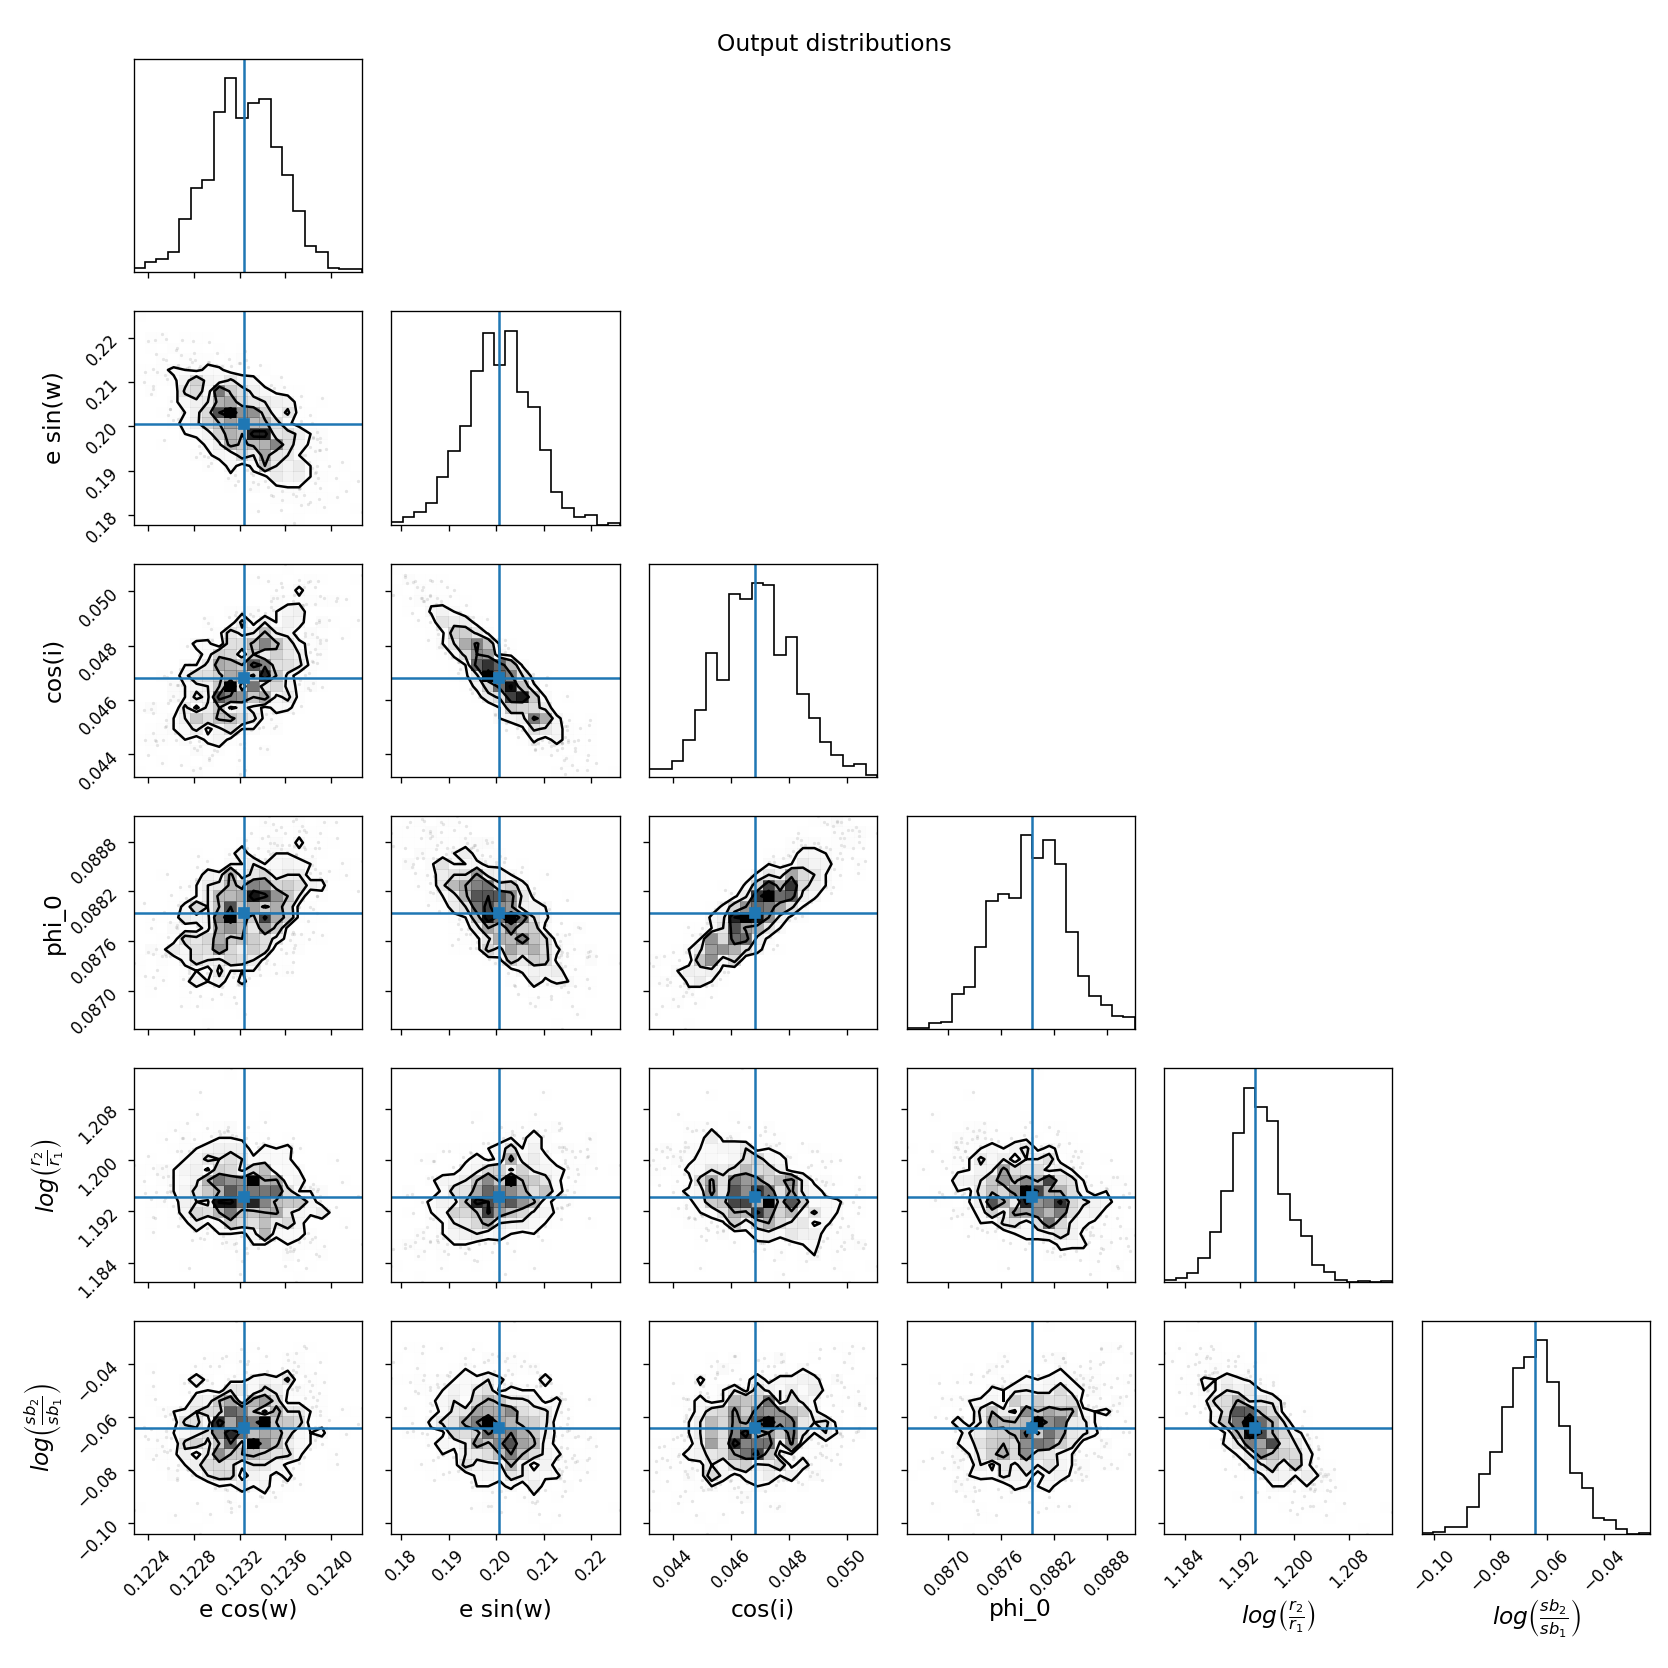 Output distributions
e sin(w)
0.22
0.21
0.20
0.19
0.18
cos(i)
0.050
0.048
0.046
0.044
phi_0
0.0888
0.0882
0.0876
0.0870
log(r2/r1)
1.208
1.200
1.192
1.184
log(sb2/sb1)
−0.04
−0.06
−0.08
−0.10
0.1224 0.1228 0.1232 0.1236 0.1240
0.18 0.19 0.20 0.21 0.22
0.044 0.046 0.048 0.050
0.0870 0.0876 0.0882 0.0888
1.184 1.192 1.200 1.208
−0.10 −0.08 −0.06 −0.04
e cos(w)
e sin(w)
cos(i)
phi_0
log(r2/r1)
log(sb2/sb1)